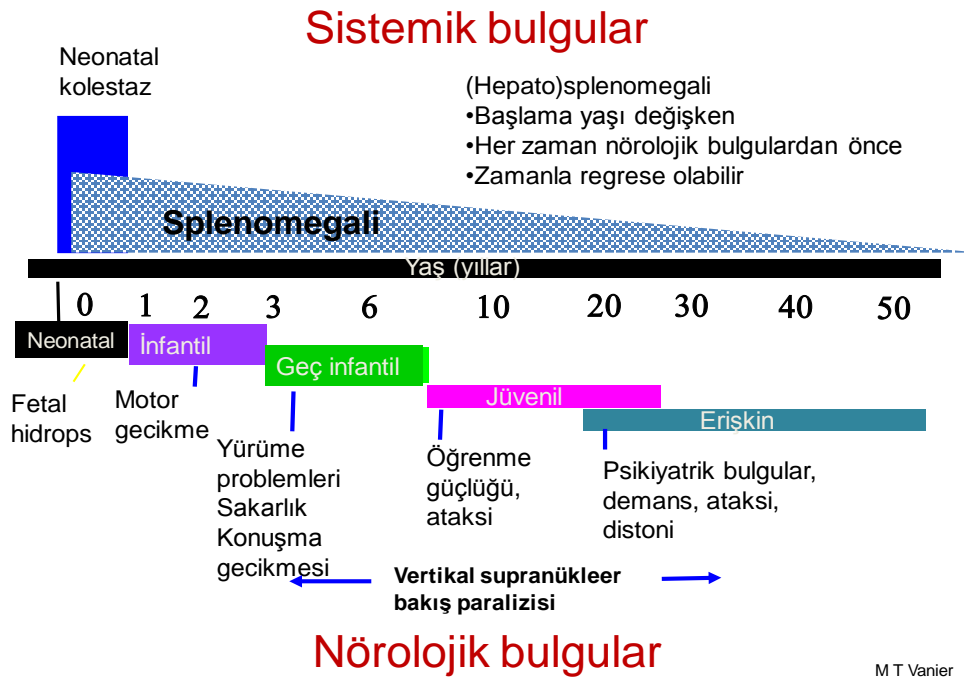 Sistemik bulgular
Neonatal
kolestaz
(Hepato)splenomegali
•Başlama yaşı değişken
•Her zaman nörolojik bulgulardan önce
•Zamanla regrese olabilir
Splenomegali
Yaş (yıllar)
0 1 2 3 6 10 20 30 40 50
Neonatal
İnfantil
Geç infantil
Jüvenil
Erişkin
Fetal
hidrops
Motor
gecikme
Yürüme
problemleri
Sakarlık
Konuşma
gecikmesi
Öğrenme
güçlüğü,
ataksi
Psikiyatrik bulgular,
demans, ataksi,
distoni
Vertikal supranükleer
bakış paralizisi
Nörolojik bulgular
M T Vanier